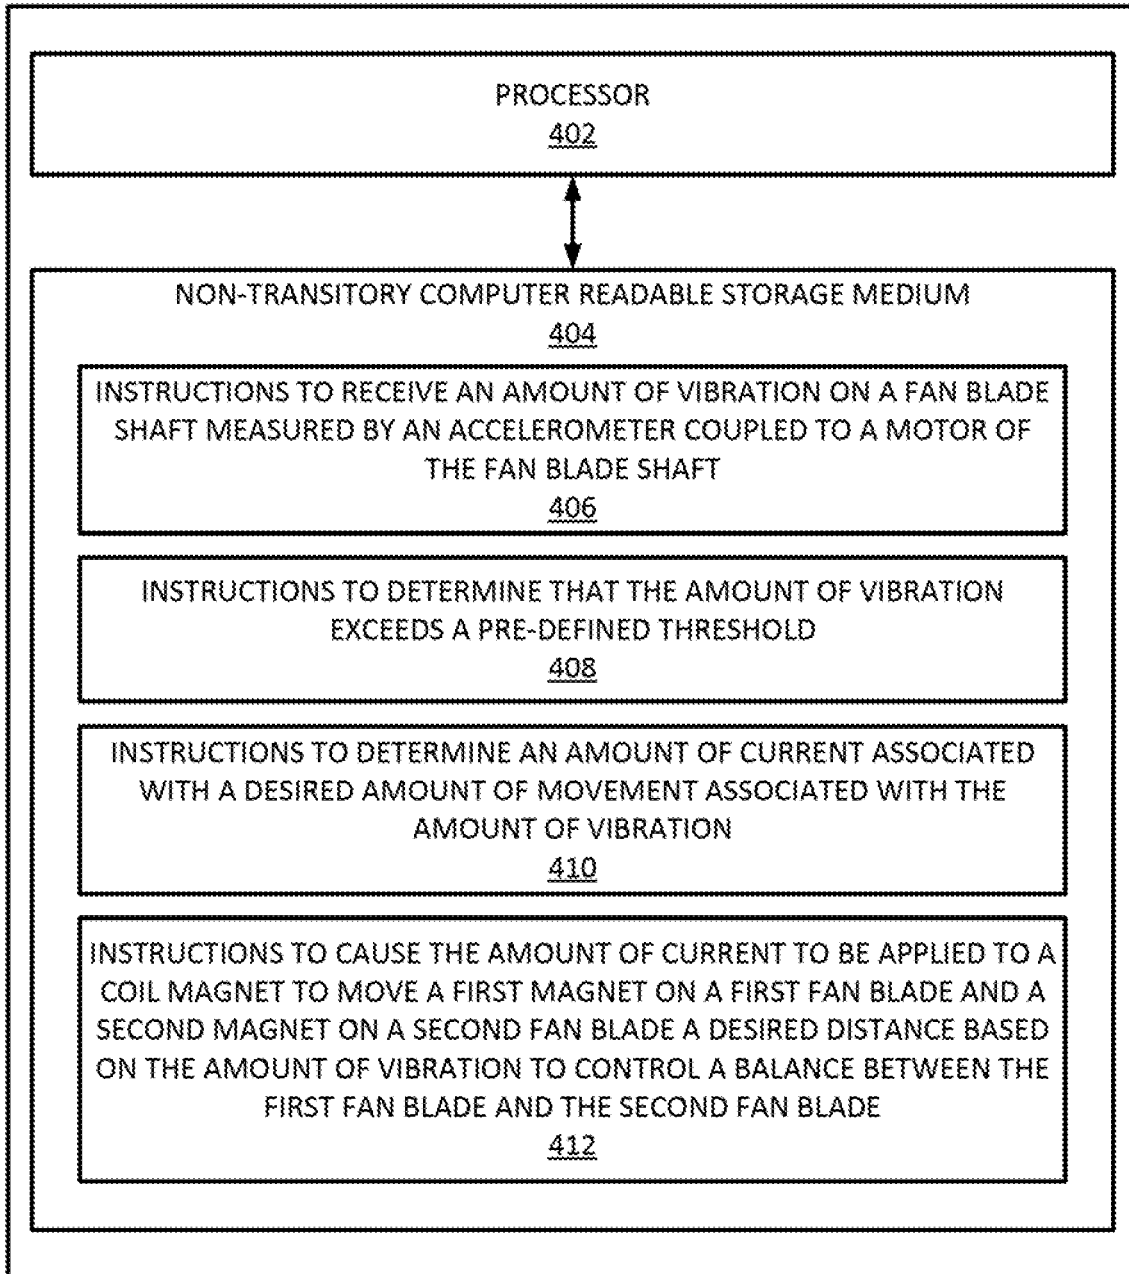 PROCESSOR
402
NON-TRANSITORY COMPUTER READABLE STORAGE MEDIUM
404
INSTRUCTIONS TO RECEIVE AN AMOUNT OF VIBRATION ON A FAN BLADE
SHAFT MEASURED BY AN ACCELEROMETER COUPLED TO A MOTOR OF
THE FAN BLADE SHAFT
406
INSTRUCTIONS TO DETERMINE THAT THE AMOUNT OF VIBRATION
EXCEEDS A PRE-DEFINED THRESHOLD
408
INSTRUCTIONS TO DETERMINE AN AMOUNT OF CURRENT ASSOCIATED
WITH A DESIRED AMOUNT OF MOVEMENT ASSOCIATED WITH THE
AMOUNT OF VIBRATION
410
INSTRUCTIONS TO CAUSE THE AMOUNT OF CURRENT TO BE APPLIED TO A
COIL MAGNET TO MOVE A FIRST MAGNET ON A FIRST FAN BLADE AND A
SECOND MAGNET ON A SECOND FAN BLADE A DESIRED DISTANCE BASED
ON THE AMOUNT OF VIBRATION TO CONTROL A BALANCE BETWEEN THE
FIRST FAN BLADE AND THE SECOND FAN BLADE
412